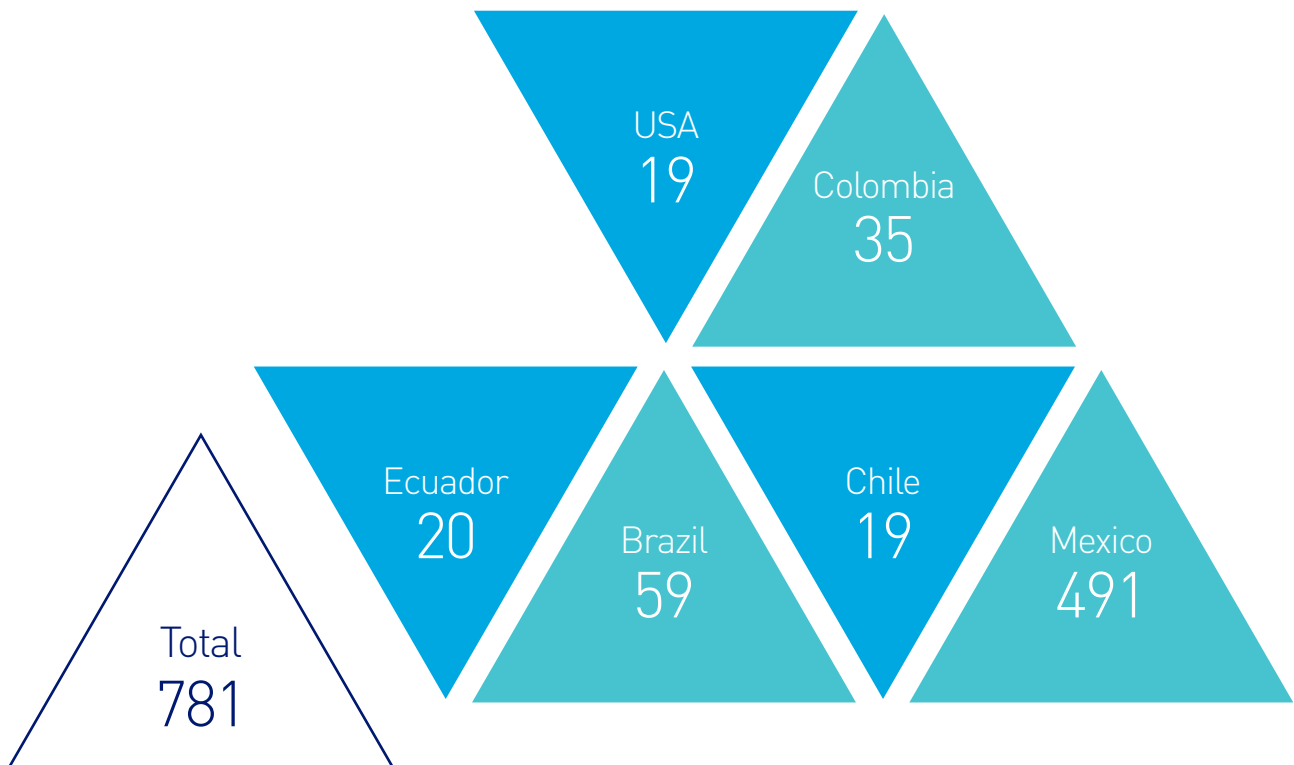 USA
19
Colombia
35
Ecuador
20
Brazil
59
Chile
19
Mexico
491
Total
781